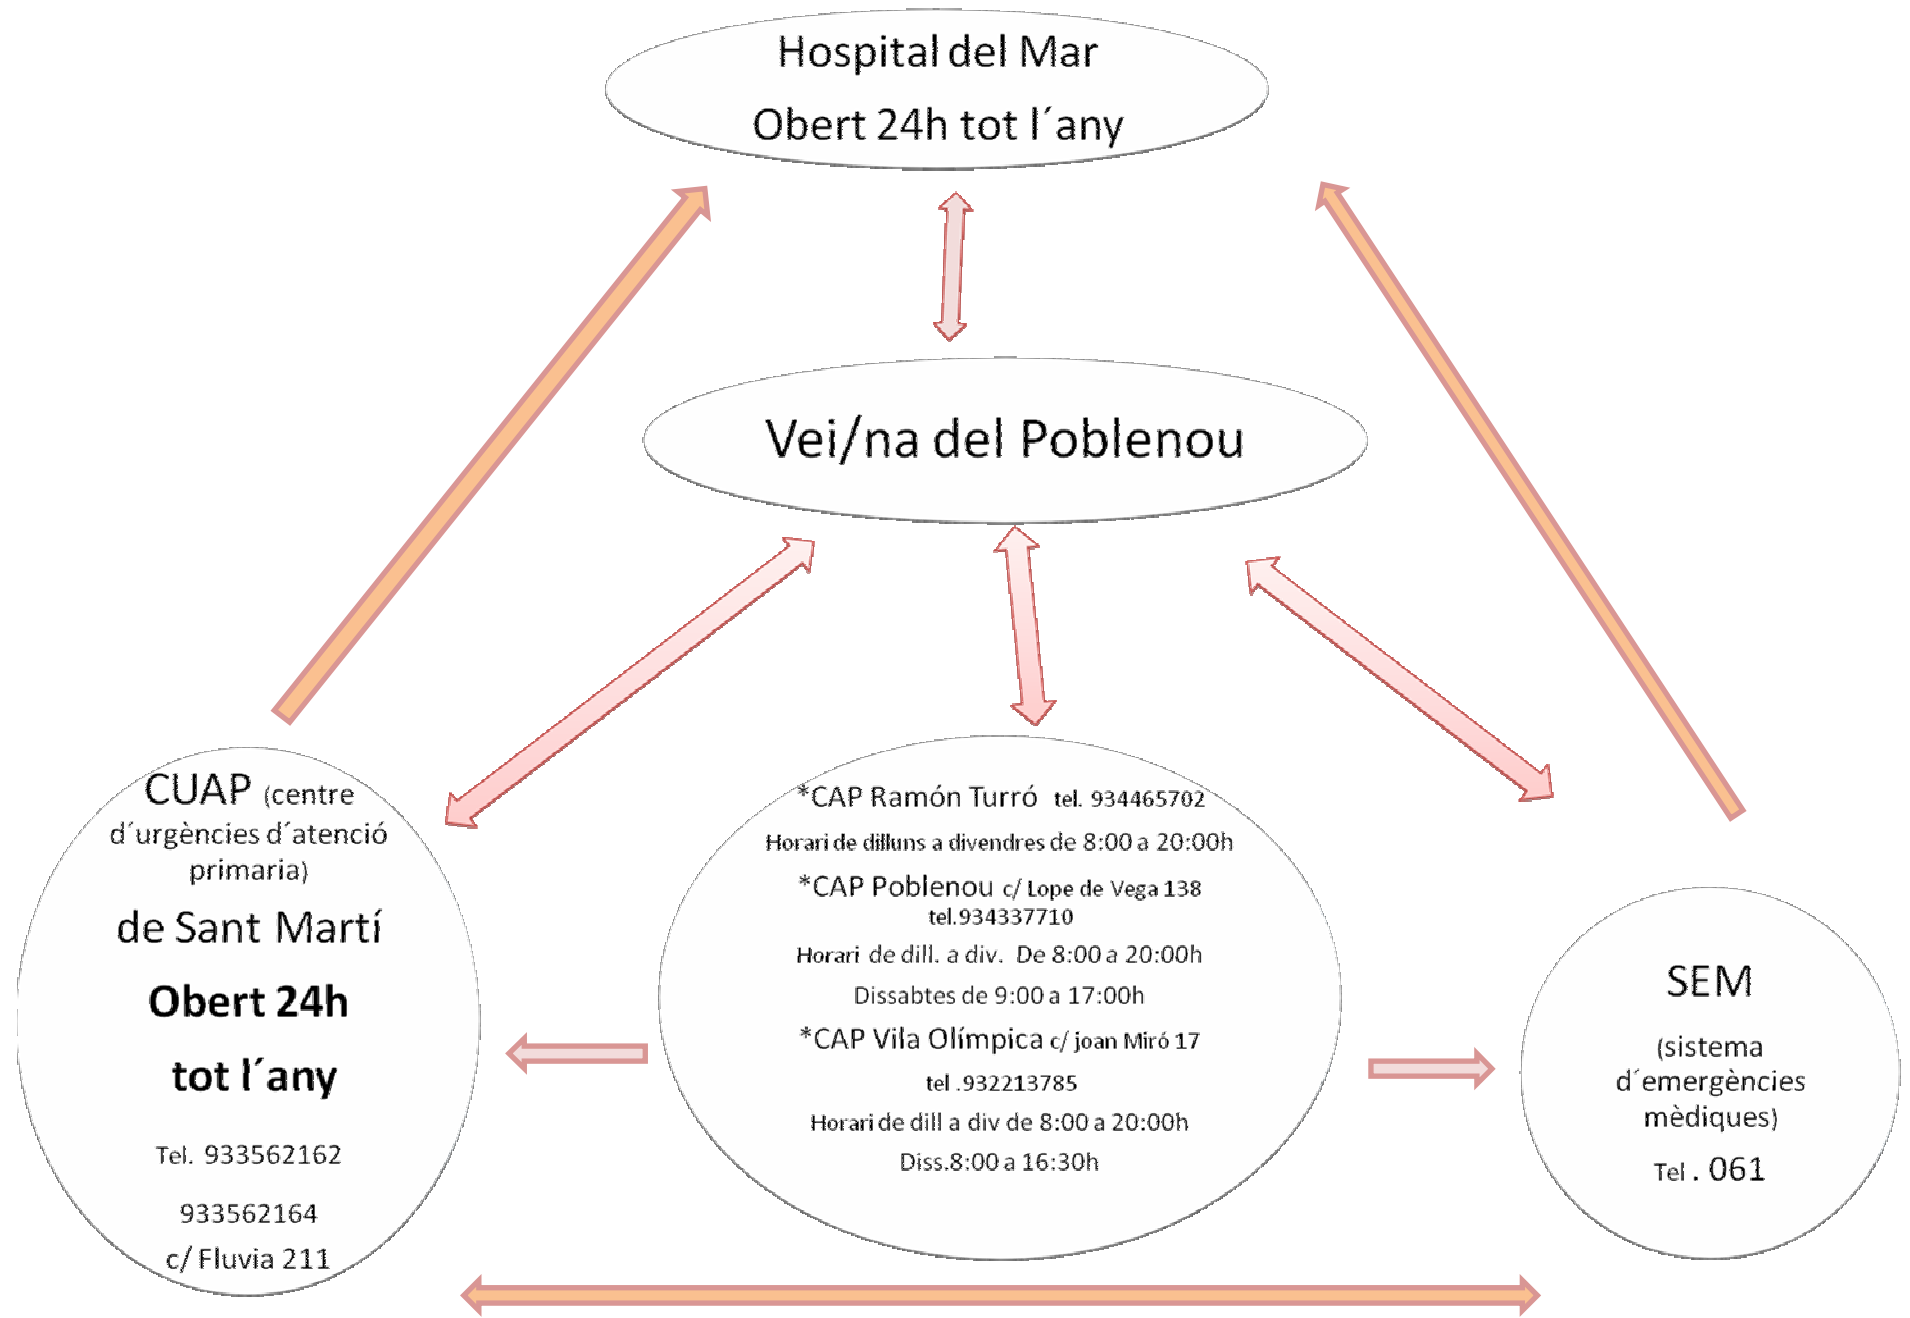 Hospital del Mar
Obert 24h tot l´any
Vei/na del Poblenou
CUAP (centre
d´urgències d´atenció
primaria)
de Sant Martí
Obert 24h
tot l´any
Tel. 933562162
933562164
c/ Fluvia 211
*CAP Ramón Turró tel. 934465702
Horari de dilluns a divendres de 8:00 a 20:00h
*CAP Poblenou c/ Lope de Vega 138
tel.934337710
Horari de dill. a div. De 8:00 a 20:00h
Dissabtes de 9:00 a 17:00h
*CAP Vila Olímpica c/ joan Miró 17
tel .932213785
Horari de dill a div de 8:00 a 20:00h
Diss.8:00 a 16:30h
SEM
(sistema
d´emergències
mèdiques)
Tel . 061